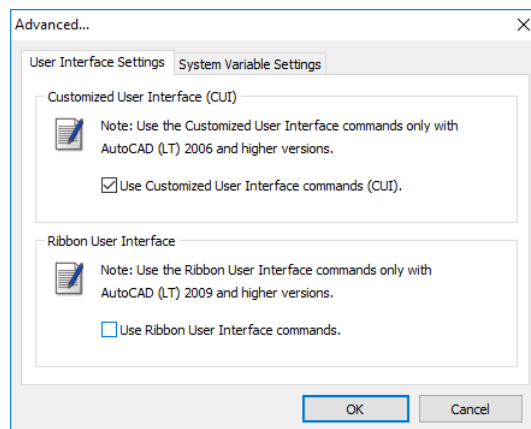 Advanced...
User Interface Settings
System Variable Settings
Customized User Interface (CUI)
Note: Use the Customized User Interface commands only with
AutoCAD (LT) 2006 and higher versions.
Use Customized User Interface commands (CUI).
Ribbon User Interface
Note: Use the Ribbon User Interface commands only with
AutoCAD (LT) 2009 and higher versions.
Use Ribbon User Interface commands.
OK
Cancel